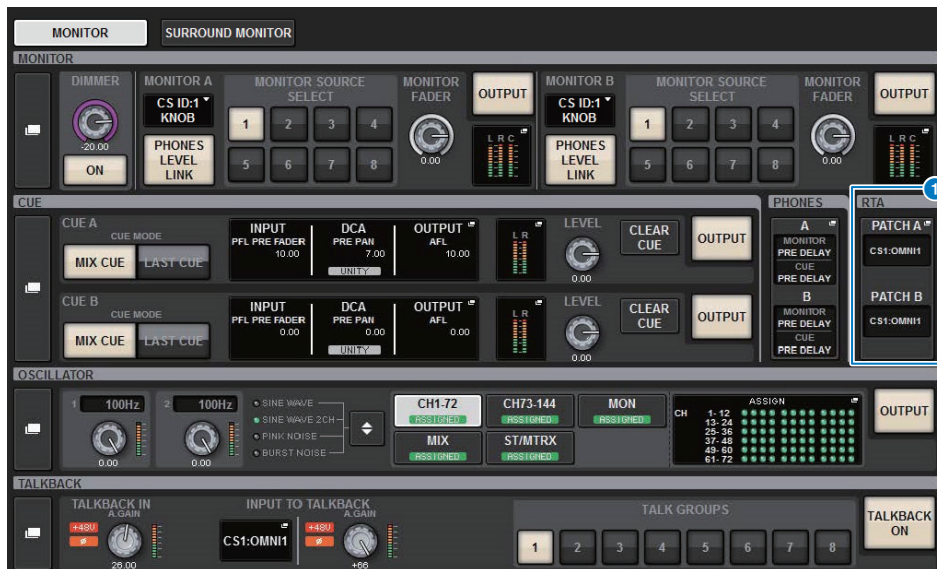 MONITOR SURROUND MONITOR
MONITOR
DIMMER
-20.00
ON
MONITOR A
CS ID:1
KNOB
PHONES
LEVEL
LINK
MONITOR SOURCE
SELECT
1 2 3 4
5 6 7 8
MONITOR
FADER
0.00
OUTPUT
L R C
MONITOR B
CS ID:1
KNOB
PHONES
LEVEL
LINK
MONITOR SOURCE
SELECT
1 2 3 4
5 6 7 8
MONITOR
FADER
0.00
OUTPUT
L R C
CUE
CUE A
CUE MODE
MIX CUE LAST CUE
INPUT
PFL PRE FADER
10.00
DCA
PRE PAN
7.00
UNITY
OUTPUT
AFL
10.00
L R
LEVEL
0.00
CLEAR
CUE
OUTPUT
CUE B
CUE MODE
MIX CUE LAST CUE
INPUT
PFL PRE FADER
0.00
DCA
PRE PAN
0.00
UNITY
OUTPUT
AFL
0.00
L R
LEVEL
0.00
CLEAR
CUE
OUTPUT
PHONES
A
MONITOR
PRE DELAY
CUE
PRE DELAY
B
MONITOR
PRE DELAY
CUE
PRE DELAY
1
RTA
PATCH A
CS1:OMNI1
PATCH B
CS1:OMNI1
OSCILLATOR
1 100Hz
0.00
2 100Hz
0.00
SINE WAVE
SINE WAVE 2CH
PINK NOISE
BURST NOISE
CH1-72
ASSIGNED
CH73-144
ASSIGNED
MON
ASSIGNED
MIX
ASSIGNED
ST/MTRX
ASSIGNED
ASSIGN
CH 1- 12
13- 24
25- 36
37- 48
49- 60
61- 72
OUTPUT
TALKBACK
TALKBACK IN
A.GAIN
+48V
Ø
26.00
INPUT TO TALKBACK
CS1:OMNI1
A.GAIN
+48V
Ø
+66
TALK GROUPS
1 2 3 4 5 6 7 8
TALKBACK
ON